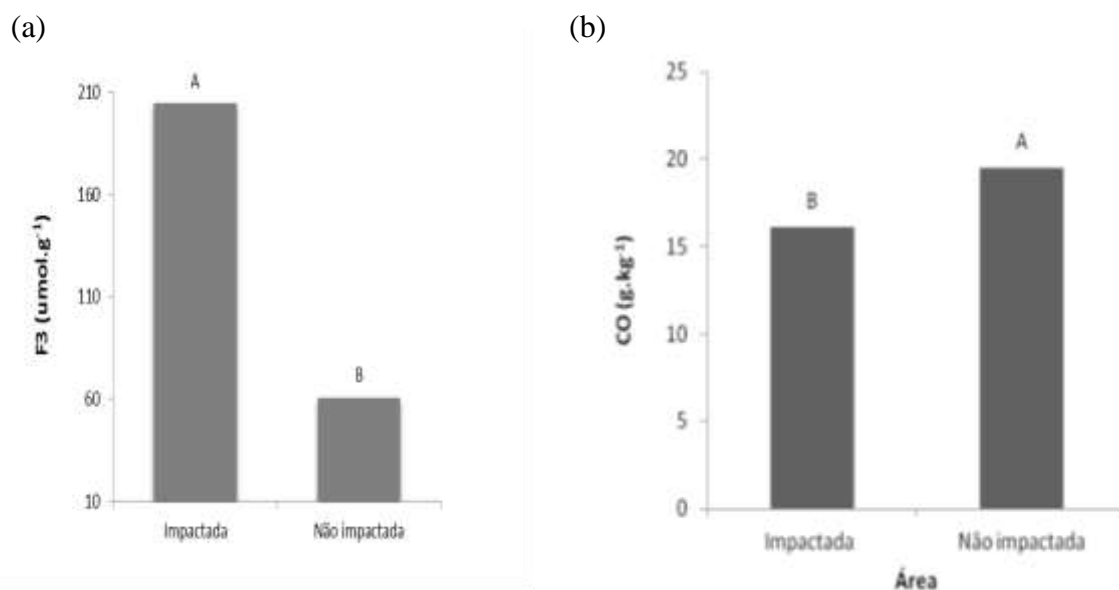 (a)
210
A
160
110
B
60
10
F3 (umol.g⁻¹)
Impactada
Não impactada
(b)
25
20
A
B
15
10
5
0
CO (g.kg⁻¹)
Impactada
Não impactada
Área